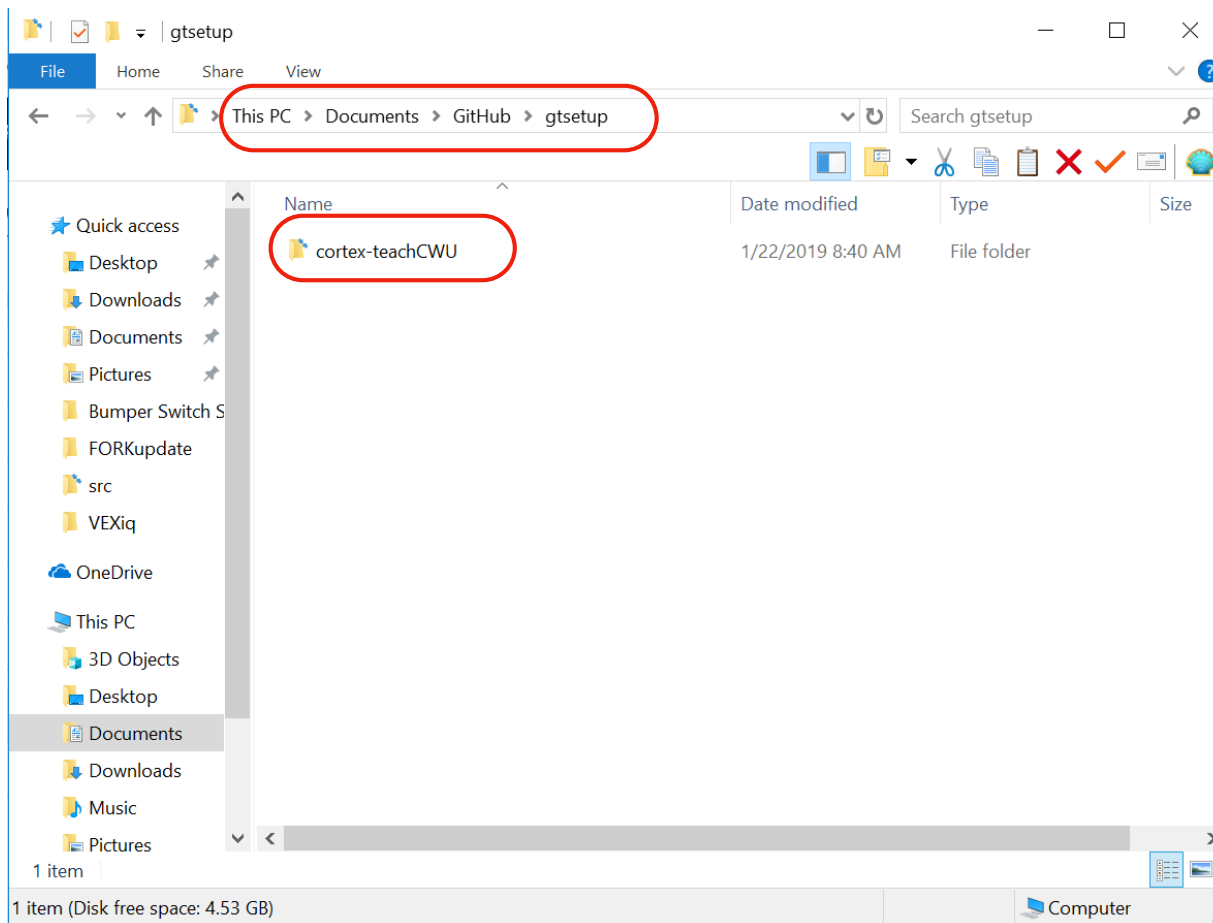 gtsetup
File Home Share View ?
This PC > Documents > GitHub > gtsetup Search gtsetup
Name Date modified Type Size
Quick access
cortex-teachCWU 1/22/2019 8:40 AM File folder
Desktop
Downloads
Documents
Pictures
Bumper Switch S
FORKupdate
src
VEXiq
OneDrive
This PC
3D Objects
Desktop
Documents
Downloads
Music
Pictures
1 item
1 item (Disk free space: 4.53 GB) Computer